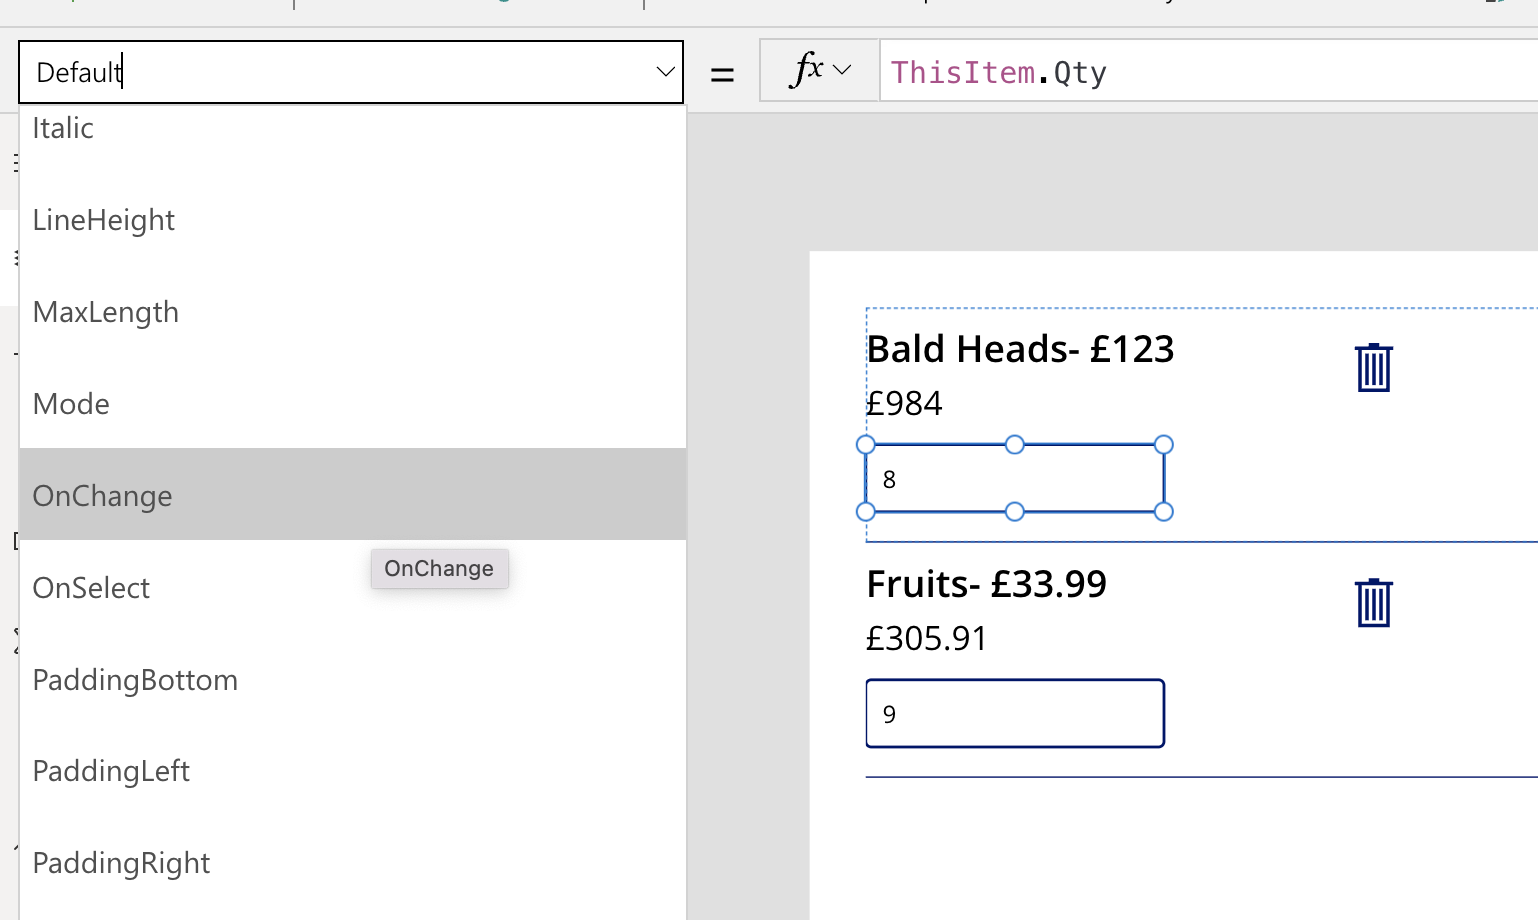 Default
= fx ThisItem.Qty
Italic
LineHeight
MaxLength
Mode
OnChange
OnChange
OnSelect
PaddingBottom
PaddingLeft
PaddingRight
Bald Heads- £123
£984
8
Fruits- £33.99
£305.91
9